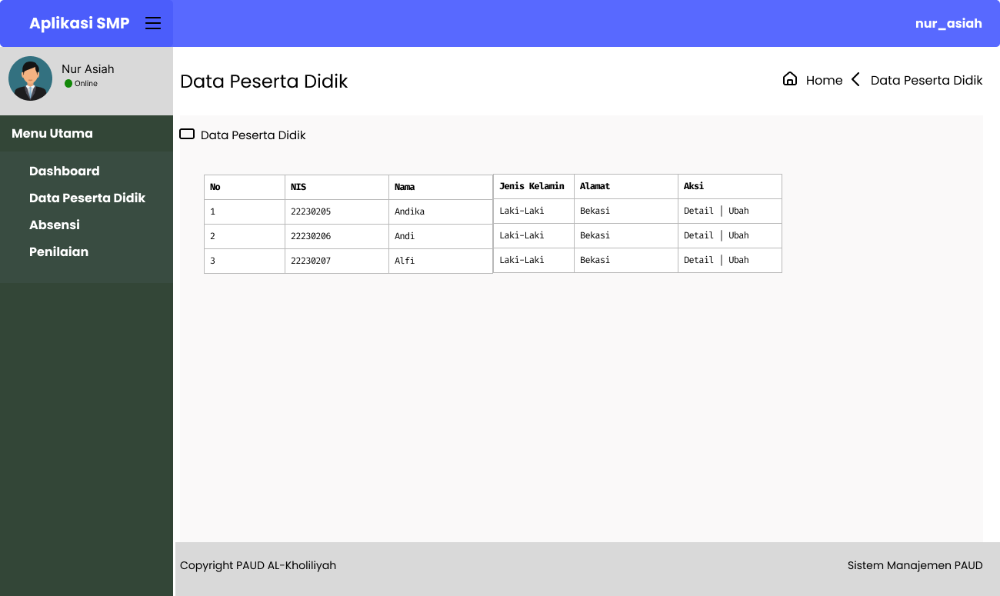 Aplikasi SMP
nur_asiah
Nur Asiah
Online
Menu Utama
Dashboard
Data Peserta Didik
Absensi
Penilaian
Data Peserta Didik
Home Data Peserta Didik
Data Peserta Didik
No NIS Nama Jenis Kelamin Alamat Aksi
1 22230205 Andika Laki-Laki Bekasi Detail | Ubah
2 22230206 Andi Laki-Laki Bekasi Detail | Ubah
3 22230207 Alfi Laki-Laki Bekasi Detail | Ubah
Copyright PAUD AL-Kholiliyah
Sistem Manajemen PAUD